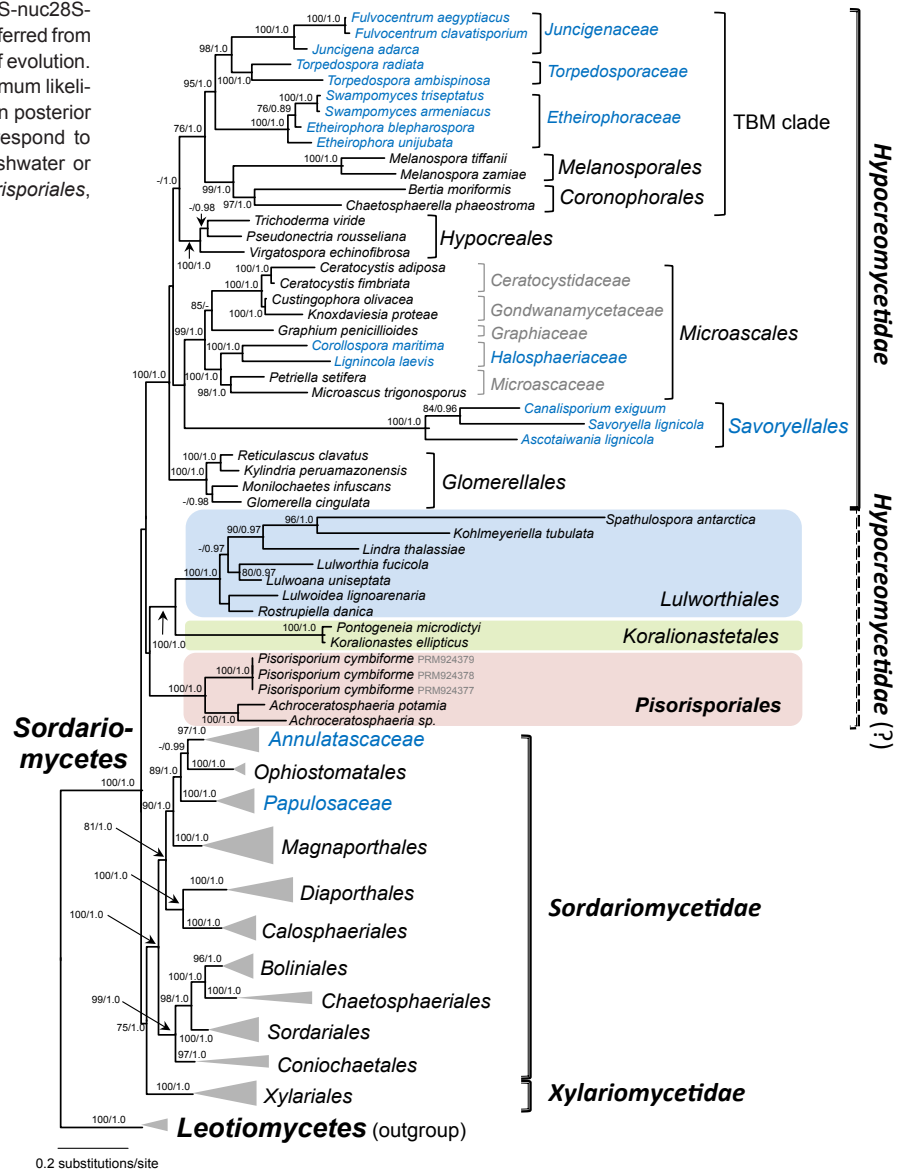 S-nuc28S-
ferred from
f evolution.
mum likeli-
n posterior
respond to
shwater or
risporiales,
100/1.0
Fulvocentrum aegyptiacus
Fulvocentrum clavatisporium
100/1.0
Juncigena adarca
Juncigenaceae
98/1.0
Torpedospora radiata
100/1.0
Torpedospora ambispinosa
Torpedosporaceae
95/1.0
100/1.0
Swampomyces triseptatus
76/0.89
Swampomyces armeniacus
100/1.0
Etheirophora blepharospora
Etheirophora unijubata
Etheirophoraceae
TBM clade
76/1.0
100/1.0
Melanospora tiffanii
Melanospora zamiae
Melanosporales
99/1.0
Bertia moriformis
97/1.0
Chaetosphaerella phaeostroma
Coronophorales
-/1.0
-/0.98
Trichoderma viride
Pseudonectria rousseliana
Virgatospora echinofibrosa
Hypocreales
100/1.0
100/1.0
Ceratocystis adiposa
Ceratocystis fimbriata
Ceratocystidaceae
100/1.0
Custingophora olivacea
100/1.0
Knoxdaviesia proteae
Gondwanamycetaceae
85/-
Graphium penicillioides
Graphiaceae
99/1.0
100/1.0
Corollospora maritima
Lignincola laevis
Halosphaeriaceae
100/1.0
Petriella setifera
98/1.0
Microascus trigonosporus
Microascaceae
Microascales
Hypocreomycetidae
100/1.0
84/0.96
Canalisporium exiguum
Savoryella lignicola
100/1.0
Ascotaiwania lignicola
Savoryellales
100/1.0
Reticulascus clavatus
Kylindria peruamazonensis
100/1.0
Monilochaetes infuscans
-/0.98
Glomerella cingulata
Glomerellales
96/1.0
Spathulospora antarctica
90/0.97
Kohlmeyeriella tubulata
-/0.97
Lindra thalassiae
Lulworthia fucicola
100/1.0
80/0.97
Lulwoana uniseptata
Lulwoidea lignoarenaria
Rostrupiella danica
Lulworthiales
100/1.0
100/1.0
Pontogeneia microdictyi
Koralionastes ellipticus
Koralionastetales
Pisorisporium cymbiforme PRM924379
100/1.0
Pisorisporium cymbiforme PRM924378
Pisorisporium cymbiforme PRM924377
100/1.0
Achroceratosphaeria potamia
100/1.0
Achroceratosphaeria sp.
Pisorisporiales
Hypocreomycetidae (?)
Sordario-
mycetes
100/1.0
97/1.0
Annulatascaceae
-/0.99
Ophiostomatales
100/1.0
89/1.0
100/1.0
Papulosaceae
90/1.0
100/1.0
Magnaporthales
81/1.0
100/1.0
100/1.0
Diaporthales
100/1.0
Calosphaeriales
100/1.0
96/1.0
Boliniales
100/1.0
100/1.0
Chaetosphaeriales
98/1.0
99/1.0
100/1.0
Sordariales
97/1.0
Coniochaetales
Sordariomycetidae
75/1.0
100/1.0
Xylariales
Xylariomycetidae
100/1.0
Leotiomycetes (outgroup)
0.2 substitutions/site